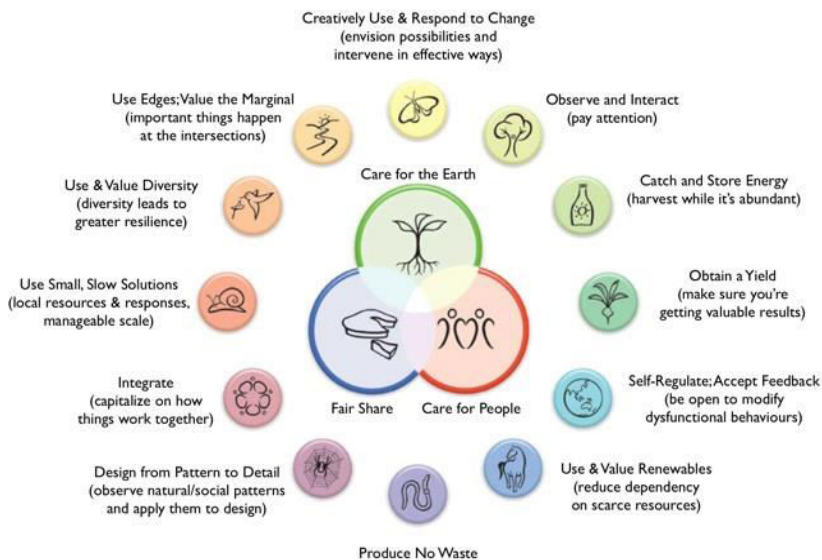 Creatively Use & Respond to Change
(envision possibilities and
intervene in effective ways)
Observe and Interact
(pay attention)
Catch and Store Energy
(harvest while it's abundant)
Obtain a Yield
(make sure you're
getting valuable results)
Self-Regulate; Accept Feedback
(be open to modify
dysfunctional behaviours)
Use & Value Renewables
(reduce dependency
on scarce resources)
Produce No Waste
Design from Pattern to Detail
(observe natural/social patterns
and apply them to design)
Integrate
(capitalize on how
things work together)
Use Small, Slow Solutions
(local resources & responses,
manageable scale)
Use & Value Diversity
(diversity leads to
greater resilience)
Use Edges; Value the Marginal
(important things happen
at the intersections)
Care for the Earth
Fair Share
Care for People